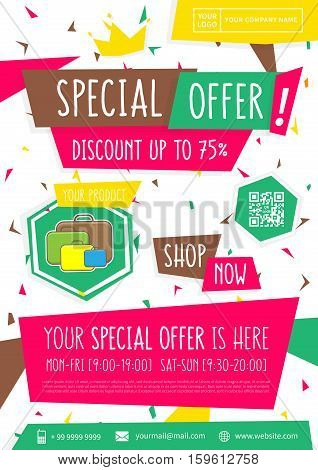 YOUR LOGO
YOUR COMPANY NAME
SPECIAL OFFER!
DISCOUNT UP TO 75%
YOUR PRODUCT
SHOP
NOW
YOUR SPECIAL OFFER IS HERE
MON-FRI [9:00-19:00] SAT-SUN [9:30-20:00]
+ 99 9999 9999 yourmail@mail.com www.website.com